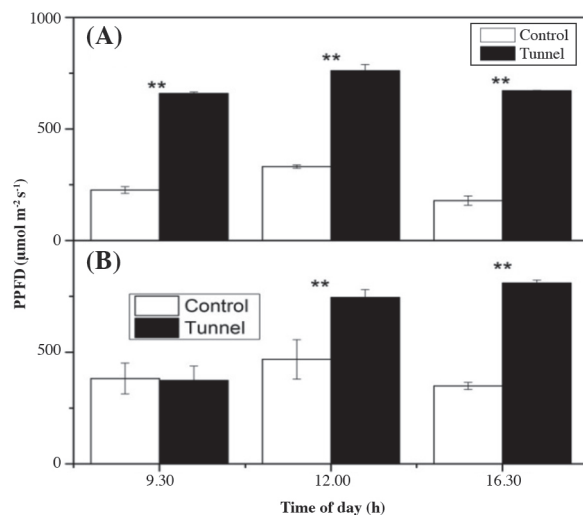 1000
(A)
Control
Tunnel
** ** **
500
0
PPFD (μmol m-2 s-1)
(B)
** **
Control
Tunnel
500
0
9.30 12.00 16.30
Time of day (h)